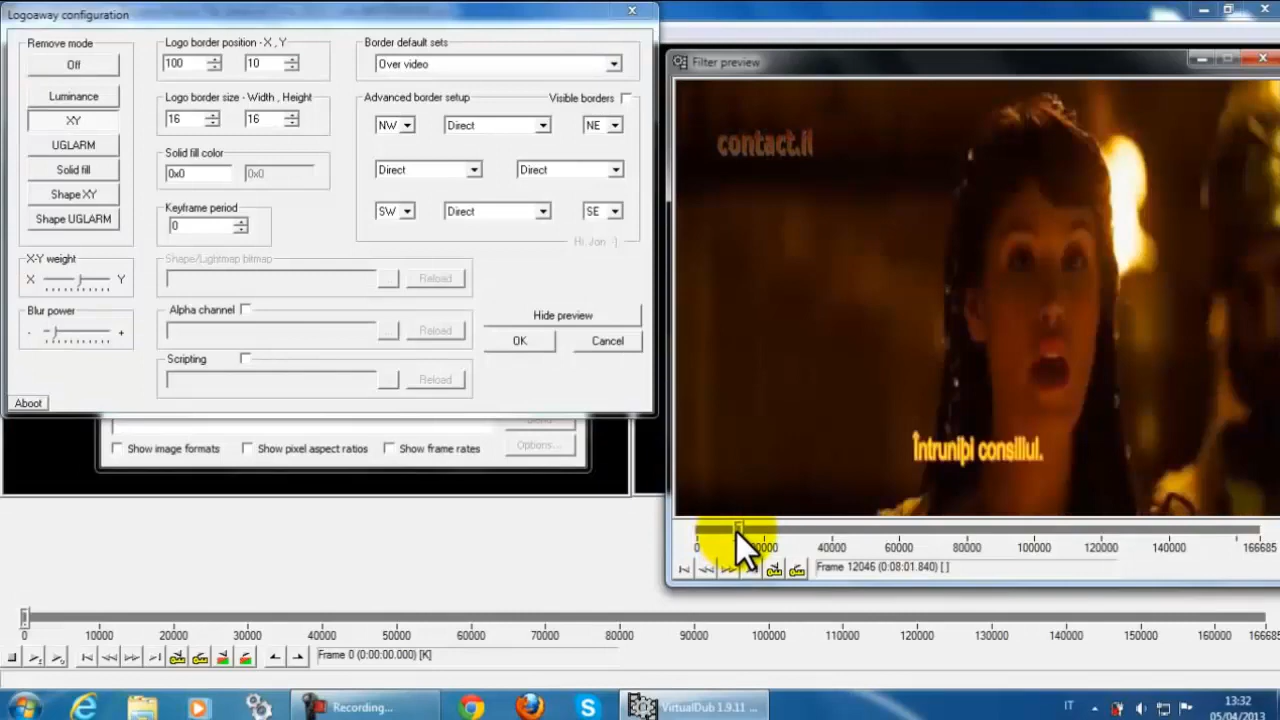 Logoaway configuration
Remove mode
Off
Luminance
XY
UGLARM
Solid fill
Shape XY
Shape UGLARM
X-Y weight
X
Y
Blur power
-
+
About
Logo border position - X , Y
100
10
Logo border size - Width , Height
16
16
Solid fill color
0x0
0x0
Keyframe period
0
Shape/Lightmap bitmap
...
Reload
Alpha channel
...
Reload
Scripting
Reload
Border default sets
Over video
Advanced border setup
Visible borders
NW
Direct
NE
Direct
Direct
SW
Direct
SE
Hi, Jon :-)
Hide preview
OK
Cancel
Show image formats
Show pixel aspect ratios
Show frame rates
Options...
Filter preview
contact.il
Întruniþi consiliul.
0
20000
40000
60000
80000
100000
120000
140000
166685
Frame 12046 (0:08:01.840) [ ]
0
10000
20000
30000
40000
50000
60000
70000
80000
90000
100000
110000
120000
130000
140000
150000
160000
166685
Frame 0 (0:00:00.000) [K]
Recording...
VirtualDub 1.9.11 ...
IT
13:32
05/04/2013